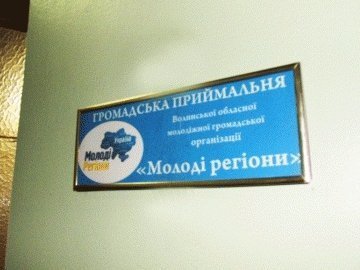 ГРОМАДСЬКА ПРИЙМАЛЬНЯ
Волинської обласної
молодіжної громадської
організації
«Молоді регіони»
Україна
Молоді
Регіони